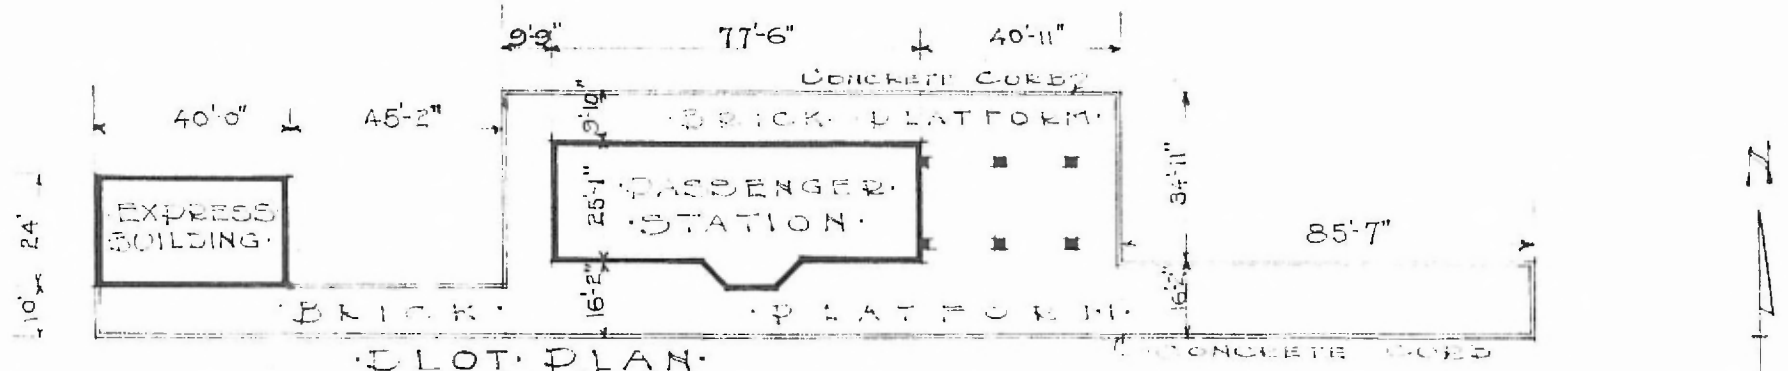 9'-9" 77'-6" 40'-11"
CONCRETE CURB
40'-0" 45'-2" 9'-10" ·BRICK· PLATFORM·
34'-11"
·EXPRESS·
BUILDING·
24'
25'-1"
·PASSENGER·
·STATION·
85'-7"
N
10'
16'-2"
16'-2"
·BRICK· ·PLATFORM·
·PLOT· PLAN·
CONCRETE CURB